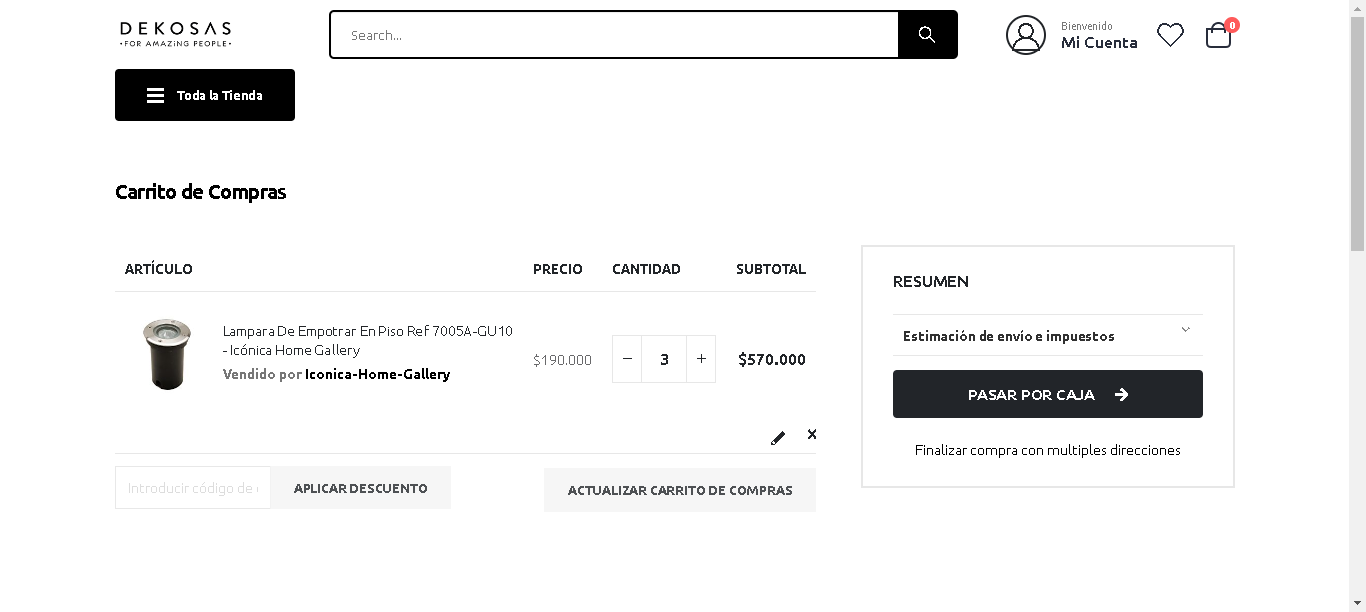 DEKOSAS
•FOR AMAZING PEOPLE•
Search...
Bienvenido
Mi Cuenta
0
Toda la Tienda
Carrito de Compras
ARTÍCULO PRECIO CANTIDAD SUBTOTAL
Lampara De Empotrar En Piso Ref 7005A-GU10
- Icónica Home Gallery
Vendido por Iconica-Home-Gallery
$190.000 − 3 + $570.000
Introducir código de
APLICAR DESCUENTO
ACTUALIZAR CARRITO DE COMPRAS
RESUMEN
Estimación de envío e impuestos
PASAR POR CAJA
Finalizar compra con multiples direcciones